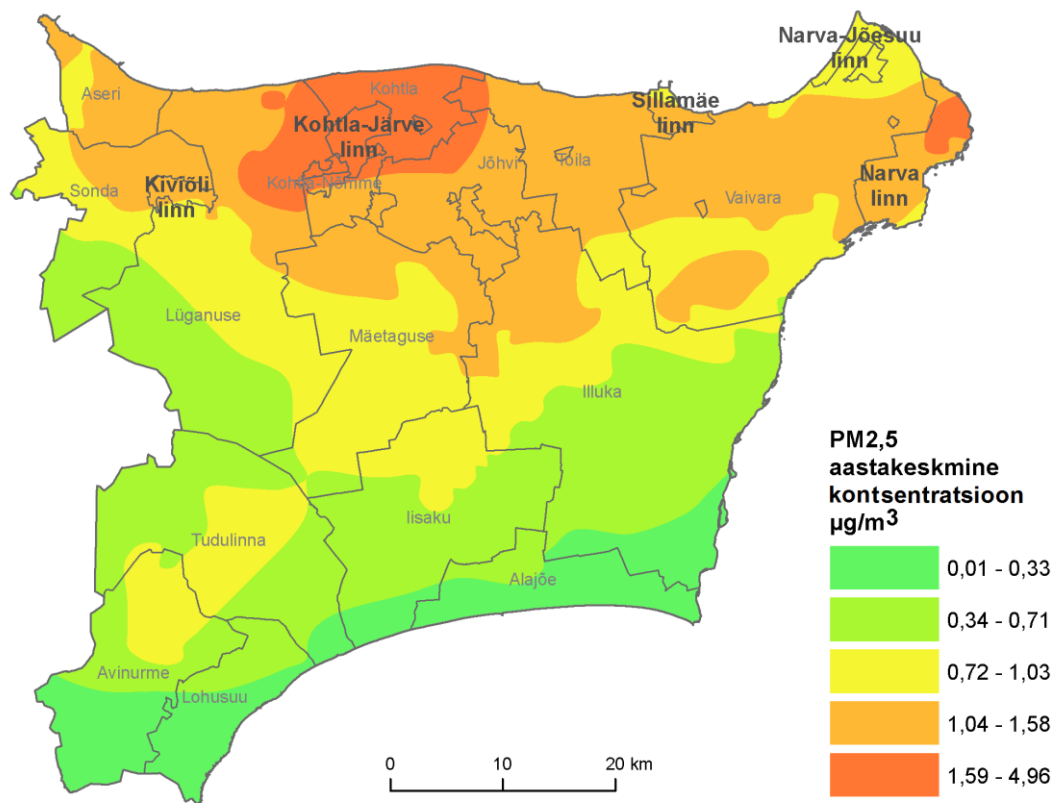 Narva-Jõesuu
linn
Kohtla
Aseri
Sillamäe
linn
Kohtla-Järve
linn
Jõhvi
Toila
Kohtla-Nõmme
Narva
linn
Sonda
Kiviõli
linn
Vaivara
Lüganuse
Mäetaguse
Illuka
Iisaku
Tudulinna
Alajõe
Avinurme
Lohusuu
PM2,5
aastakeskmine
kontsentratsioon
µg/m3
0,01 - 0,33
0,34 - 0,71
0,72 - 1,03
1,04 - 1,58
1,59 - 4,96
0 10 20 km